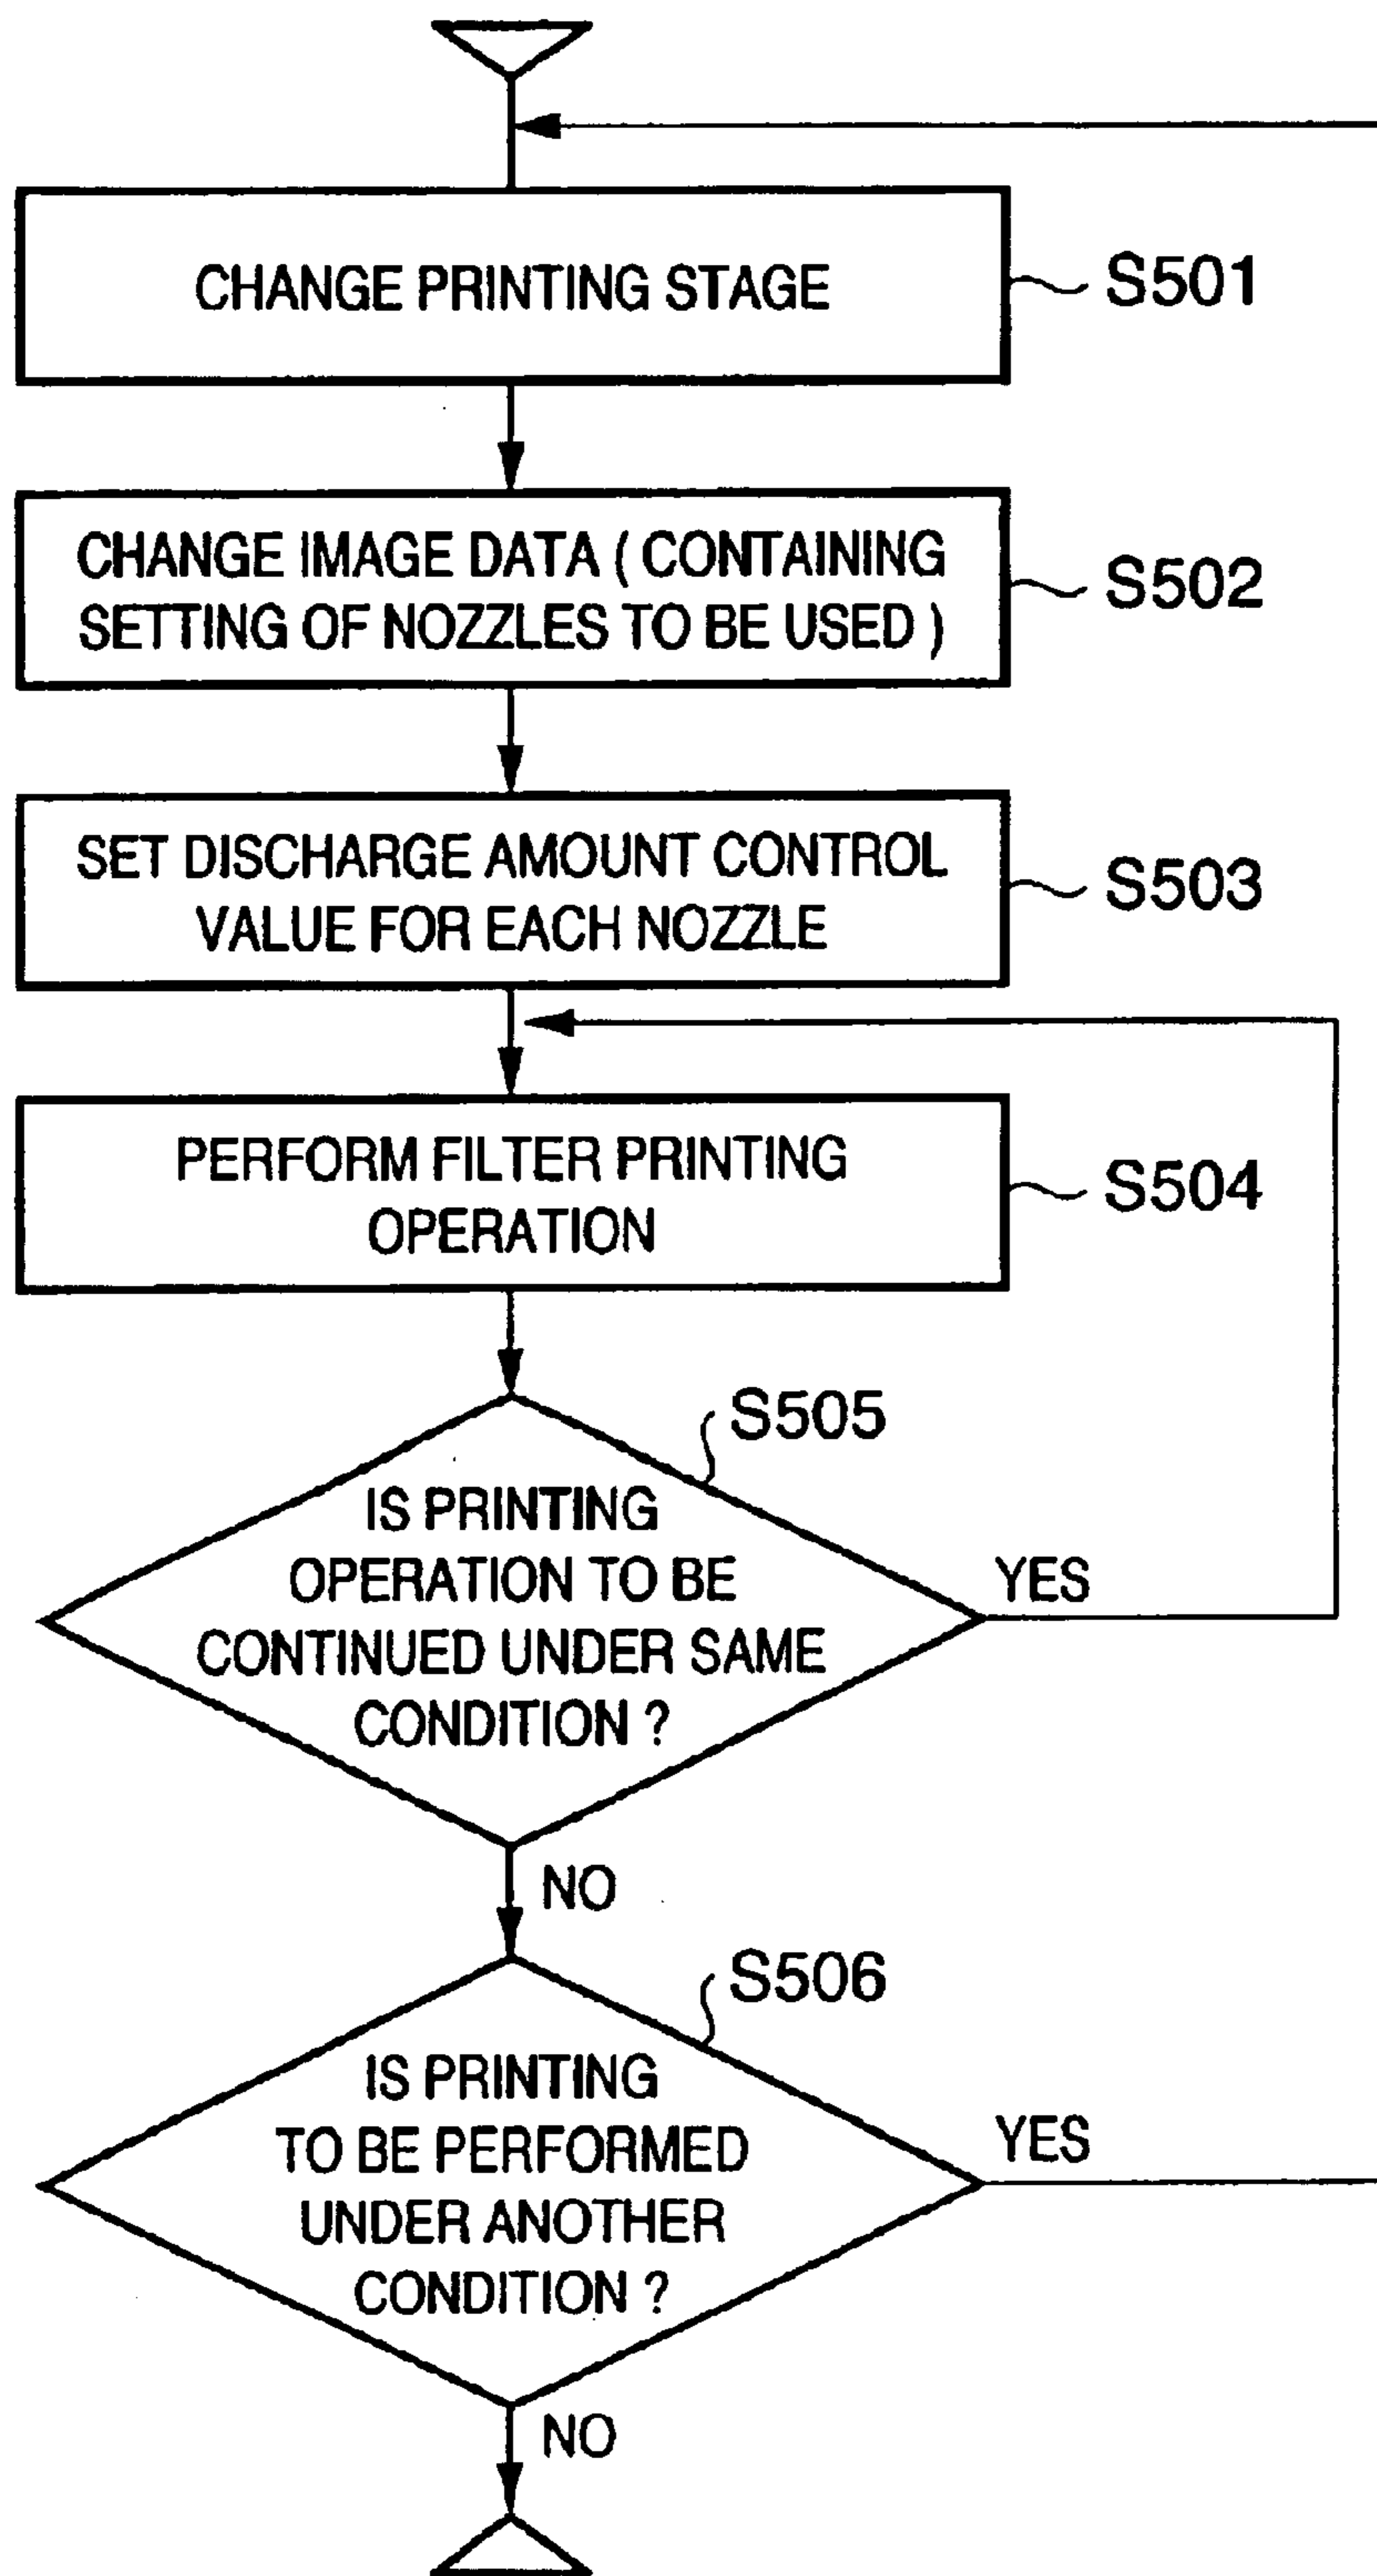 CHANGE PRINTING STAGE
S501
CHANGE IMAGE DATA ( CONTAINING
SETTING OF NOZZLES TO BE USED )
S502
SET DISCHARGE AMOUNT CONTROL
VALUE FOR EACH NOZZLE
S503
PERFORM FILTER PRINTING
OPERATION
S504
S505
IS PRINTING
OPERATION TO BE
CONTINUED UNDER SAME
CONDITION ?
YES
NO
S506
IS PRINTING
TO BE PERFORMED
UNDER ANOTHER
CONDITION ?
YES
NO